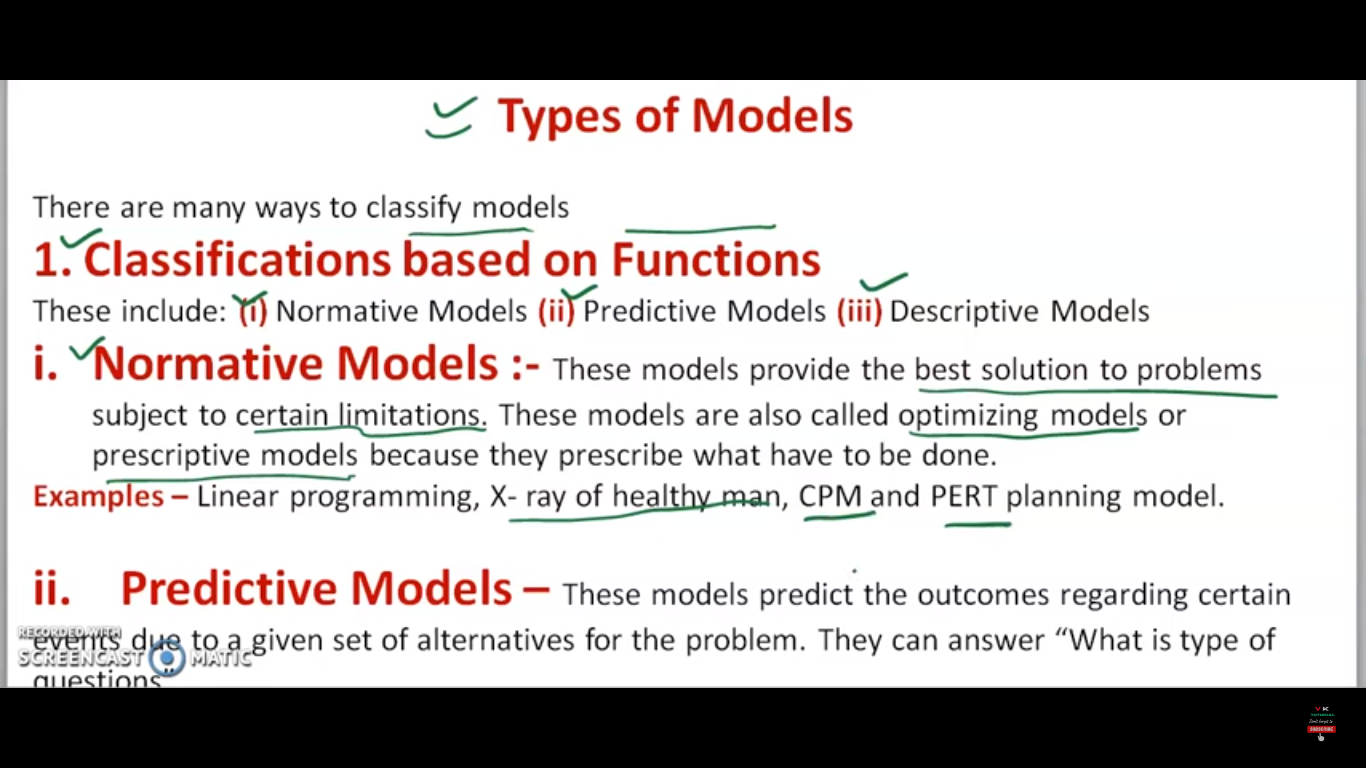 Types of Models
There are many ways to classify models
1. Classifications based on Functions
These include: (i) Normative Models (ii) Predictive Models (iii) Descriptive Models
i. Normative Models :- These models provide the best solution to problems
subject to certain limitations. These models are also called optimizing models or
prescriptive models because they prescribe what have to be done.
Examples – Linear programming, X- ray of healthy man, CPM and PERT planning model.
ii. Predictive Models – These models predict the outcomes regarding certain
RECORDED WITH
events due to a given set of alternatives for the problem. They can answer “What is type of
SCREENCAST MATIC
questions”
VK
TUTORIAL
SUBSCRIBE